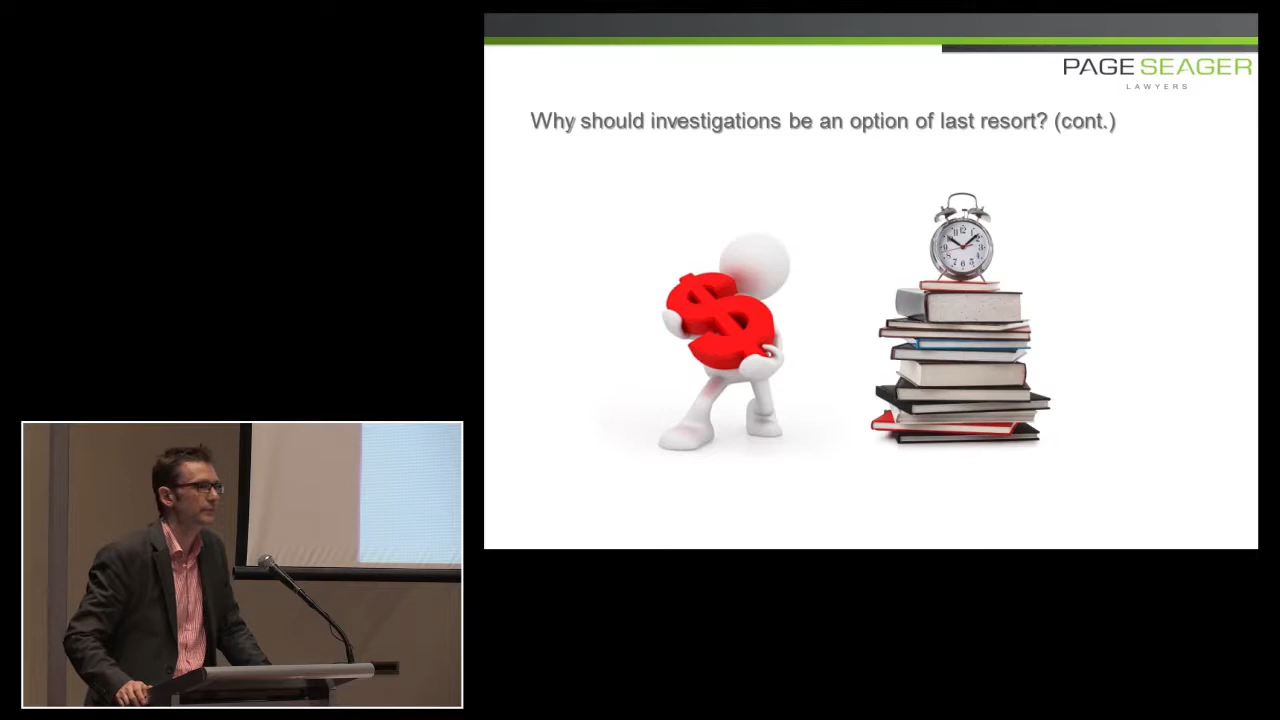 PAGE SEAGER
LAWYERS
Why should investigations be an option of last resort? (cont.)